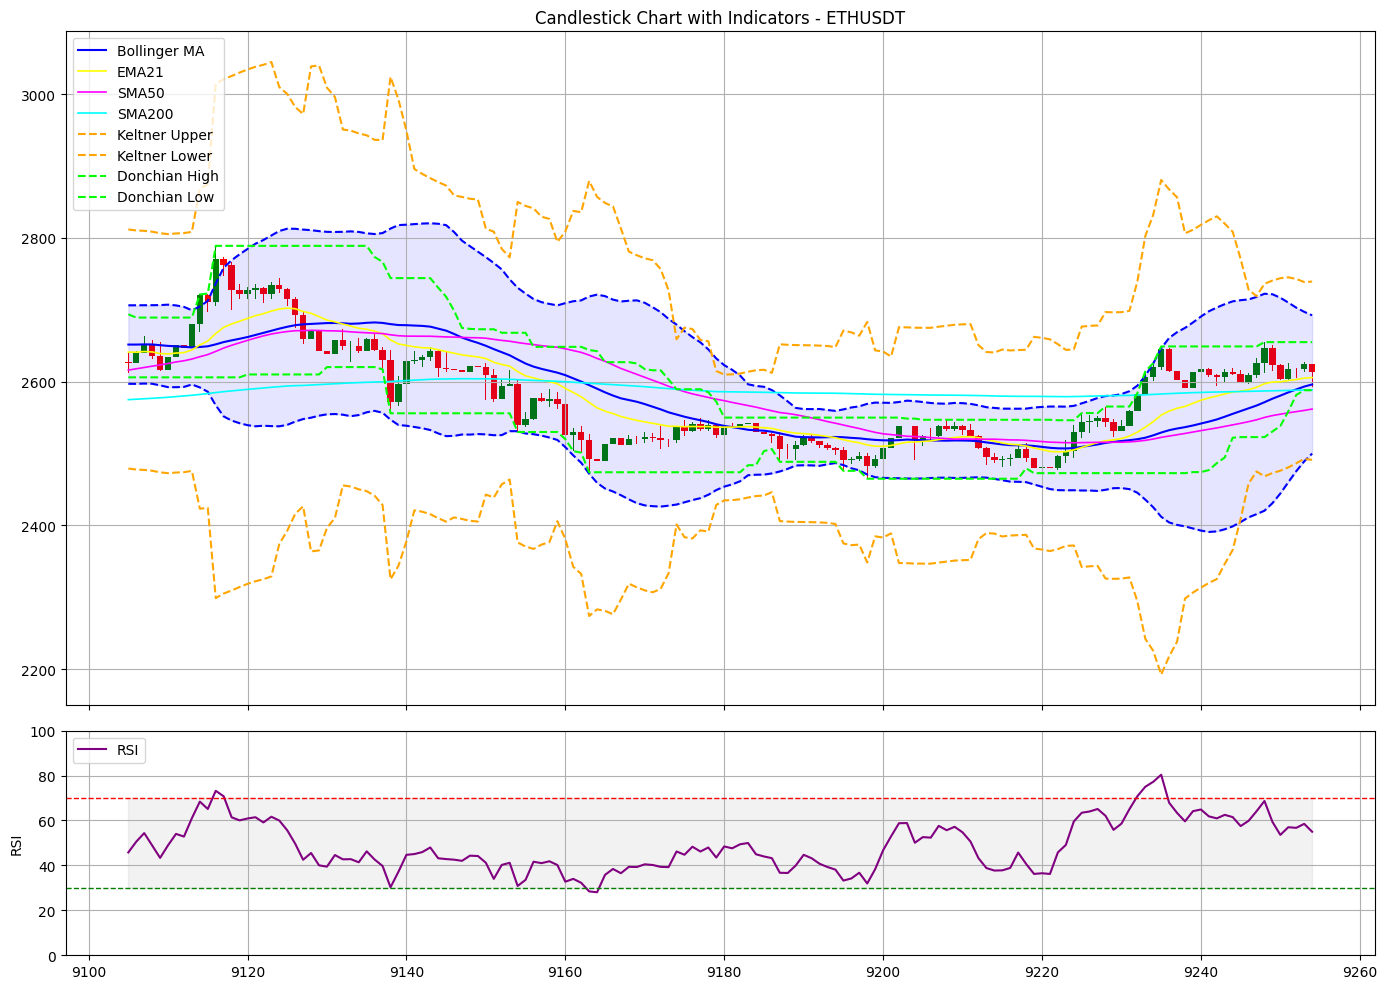 Candlestick Chart with Indicators - ETHUSDT
Bollinger MA
EMA21
SMA50
SMA200
Keltner Upper
Keltner Lower
Donchian High
Donchian Low
3000
2800
2600
2400
2200
RSI
100
80
60
40
20
0
RSI
9100 9120 9140 9160 9180 9200 9220 9240 9260